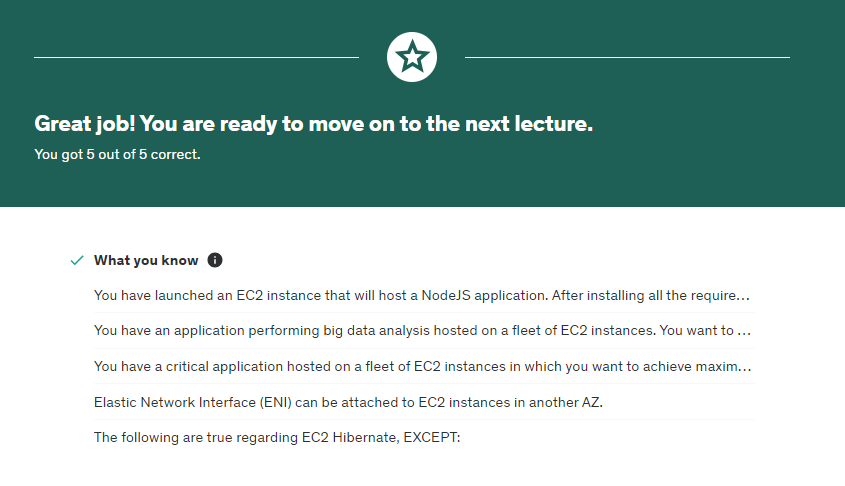 Great job! You are ready to move on to the next lecture.
You got 5 out of 5 correct.
What you know
You have launched an EC2 instance that will host a NodeJS application. After installing all the require...
You have an application performing big data analysis hosted on a fleet of EC2 instances. You want to ...
You have a critical application hosted on a fleet of EC2 instances in which you want to achieve maxim...
Elastic Network Interface (ENI) can be attached to EC2 instances in another AZ.
The following are true regarding EC2 Hibernate, EXCEPT: